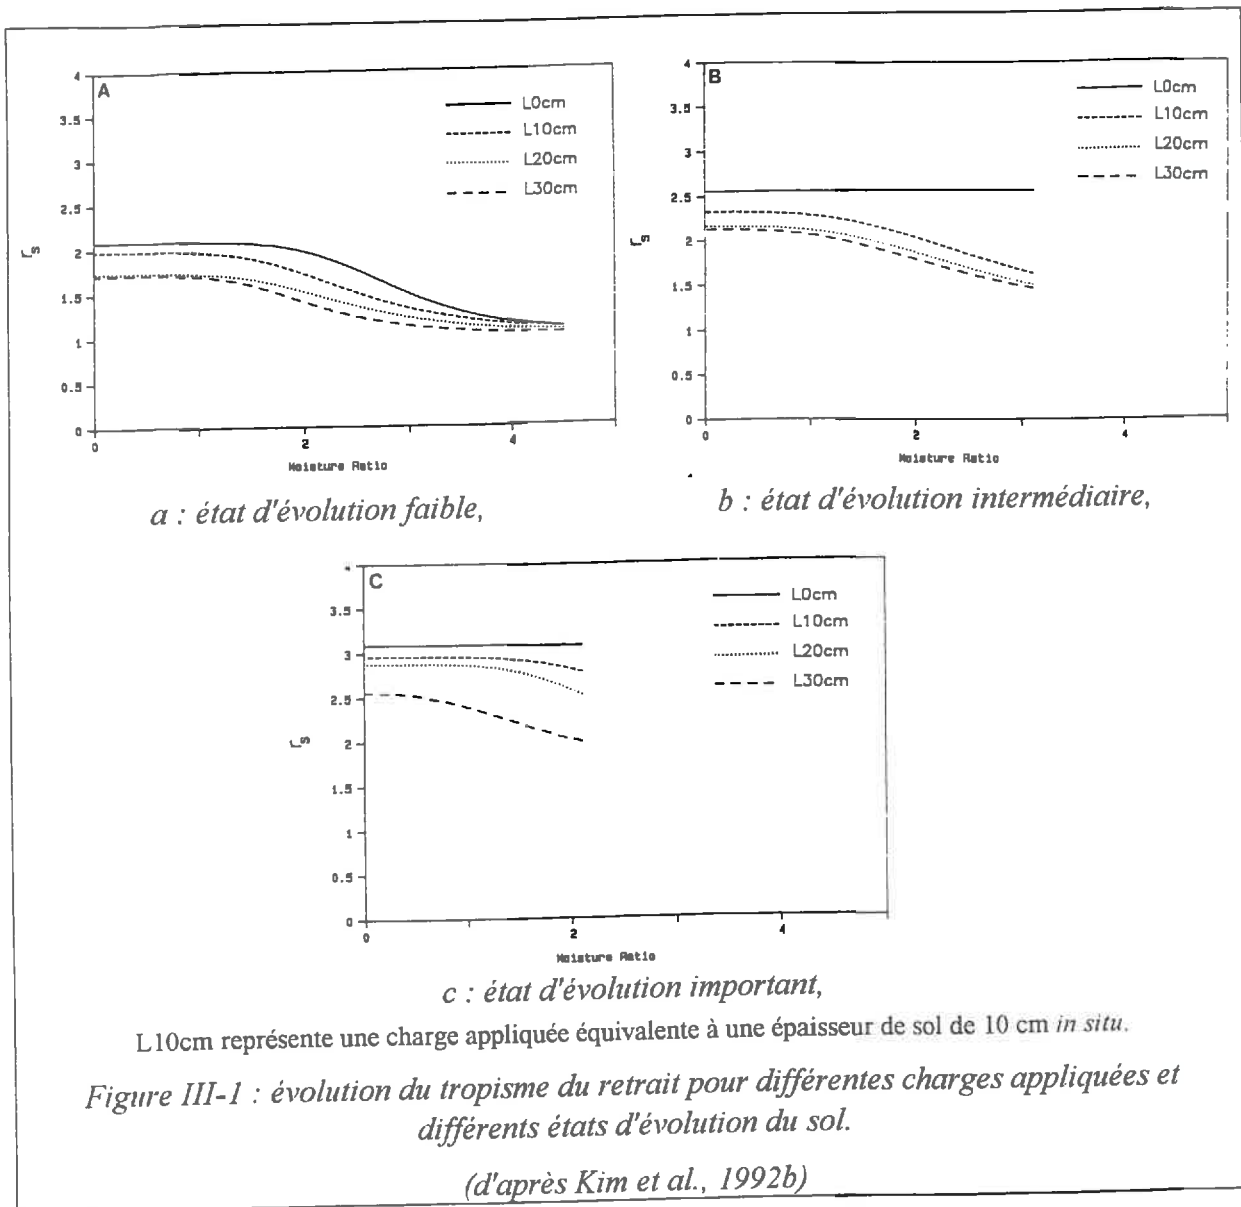 A
L0cm
L10cm
L20cm
L30cm
4
3.5
3
2.5
2
1.5
1
0.5
0
rs
0
2
4
Moisture Ratio
a : état d'évolution faible,
B
L0cm
L10cm
L20cm
L30cm
4
3.5
3
2.5
2
1.5
1
0.5
0
rs
0
2
4
Moisture Ratio
b : état d'évolution intermédiaire,
C
L0cm
L10cm
L20cm
L30cm
4
3.5
3
2.5
2
1.5
1
0.5
0
rs
0
2
4
Moisture Ratio
c : état d'évolution important,
L10cm représente une charge appliquée équivalente à une épaisseur de sol de 10 cm in situ.
Figure III-1 : évolution du tropisme du retrait pour différentes charges appliquées et
différents états d'évolution du sol.
(d'après Kim et al., 1992b)